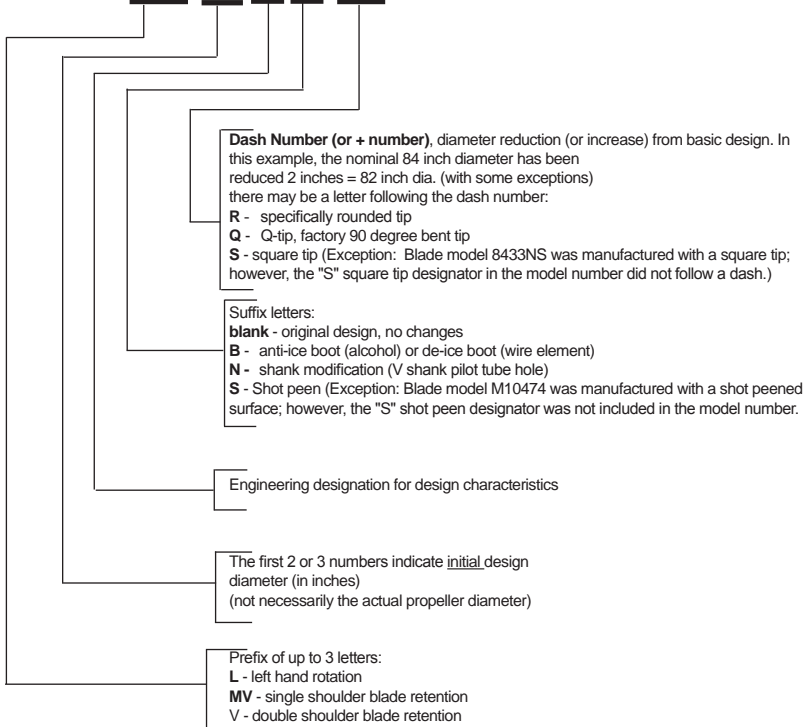 Dash Number (or + number), diameter reduction (or increase) from basic design. In
this example, the nominal 84 inch diameter has been
reduced 2 inches = 82 inch dia. (with some exceptions)
there may be a letter following the dash number:
R - specifically rounded tip
Q - Q-tip, factory 90 degree bent tip
S - square tip (Exception: Blade model 8433NS was manufactured with a square tip;
however, the "S" square tip designator in the model number did not follow a dash.)
Suffix letters:
blank - original design, no changes
B - anti-ice boot (alcohol) or de-ice boot (wire element)
N - shank modification (V shank pilot tube hole)
S - Shot peen (Exception: Blade model M10474 was manufactured with a shot peened
surface; however, the "S" shot peen designator was not included in the model number.
Engineering designation for design characteristics
The first 2 or 3 numbers indicate initial design
diameter (in inches)
(not necessarily the actual propeller diameter)
Prefix of up to 3 letters:
L - left hand rotation
MV - single shoulder blade retention
V - double shoulder blade retention